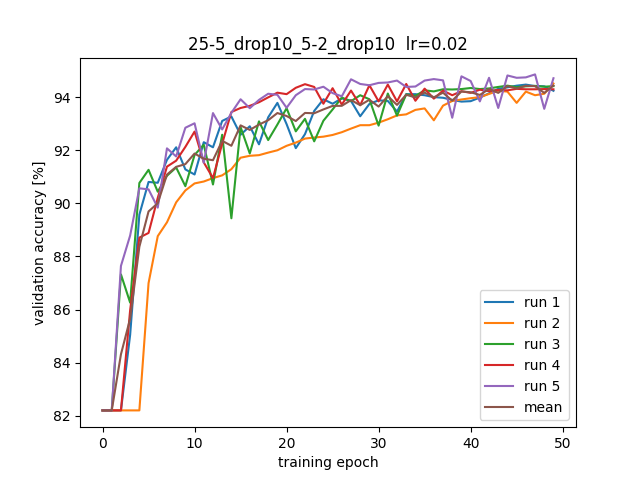 25-5_drop10_5-2_drop10  lr=0.02
validation accuracy [%]
94
92
90
88
86
84
82
0 10 20 30 40 50
training epoch
run 1
run 2
run 3
run 4
run 5
mean